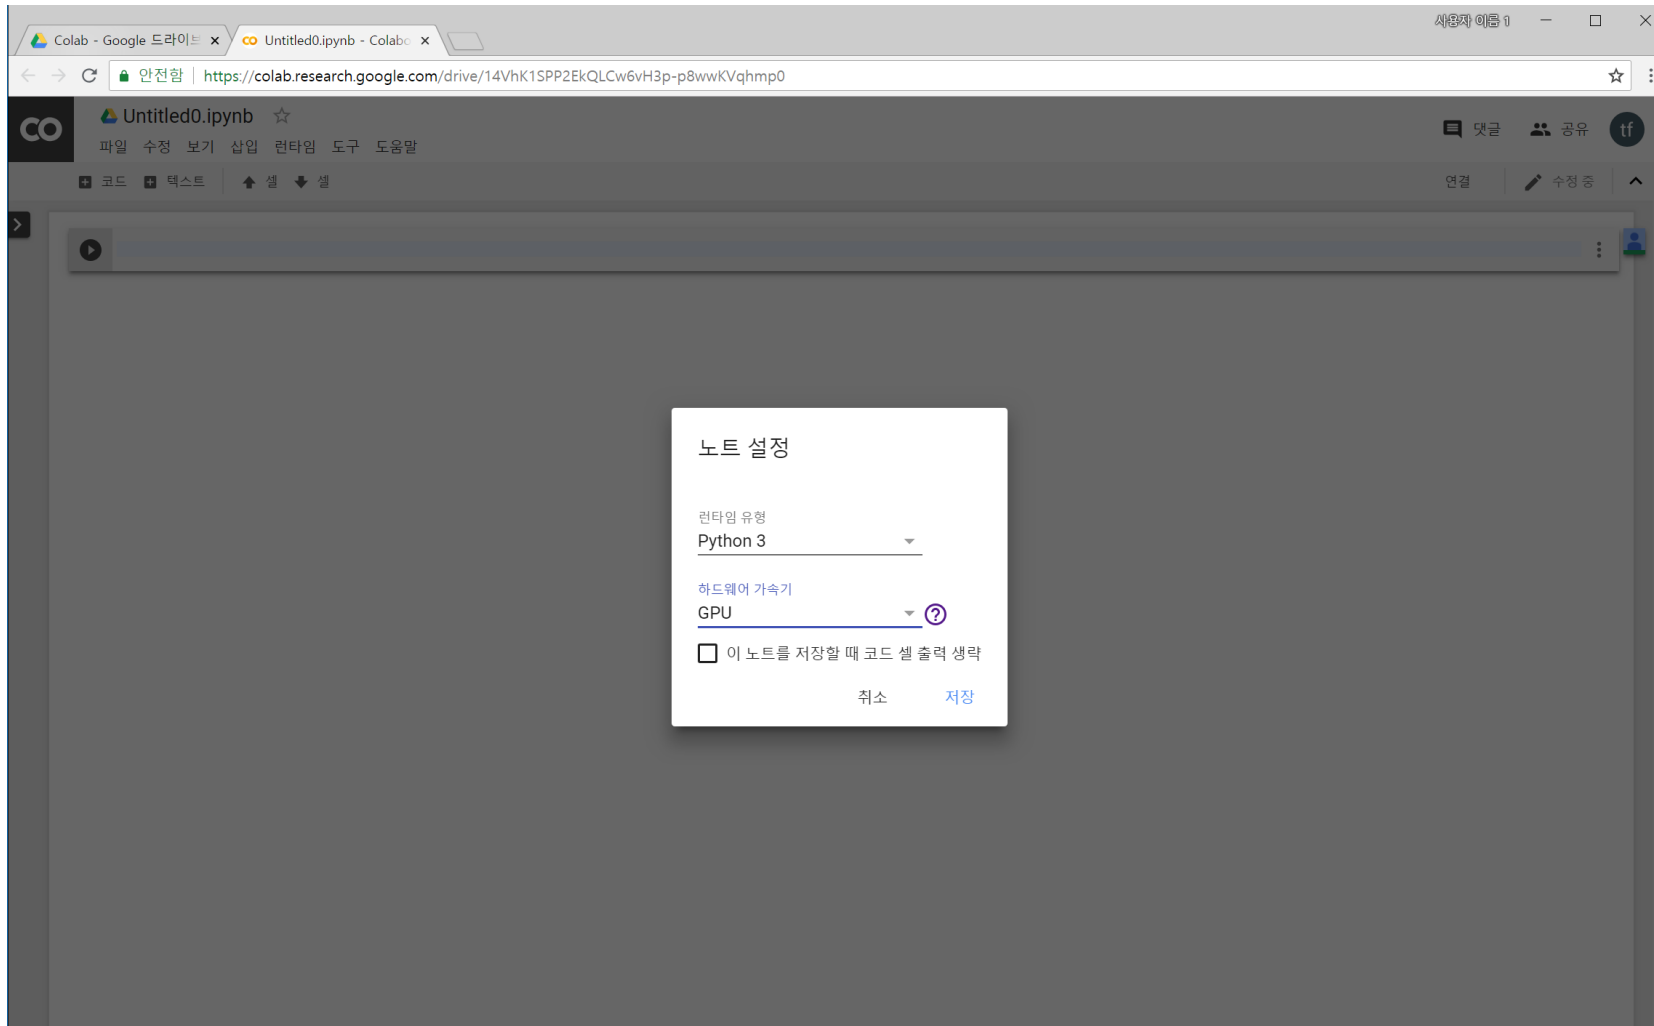 사용자 이름 1
Colab - Google 드라이브
Untitled0.ipynb - Colabo
안전함 https://colab.research.google.com/drive/14VhK1SPP2EkQLCw6vH3p-p8wwKVqhmp0
CO Untitled0.ipynb
댓글 공유 tf
파일 수정 보기 삽입 런타임 도구 도움말
코드 텍스트 셀 셀 연결 수정 중
노트 설정
런타임 유형
Python 3
하드웨어 가속기
GPU
이 노트를 저장할 때 코드 셀 출력 생략
취소 저장